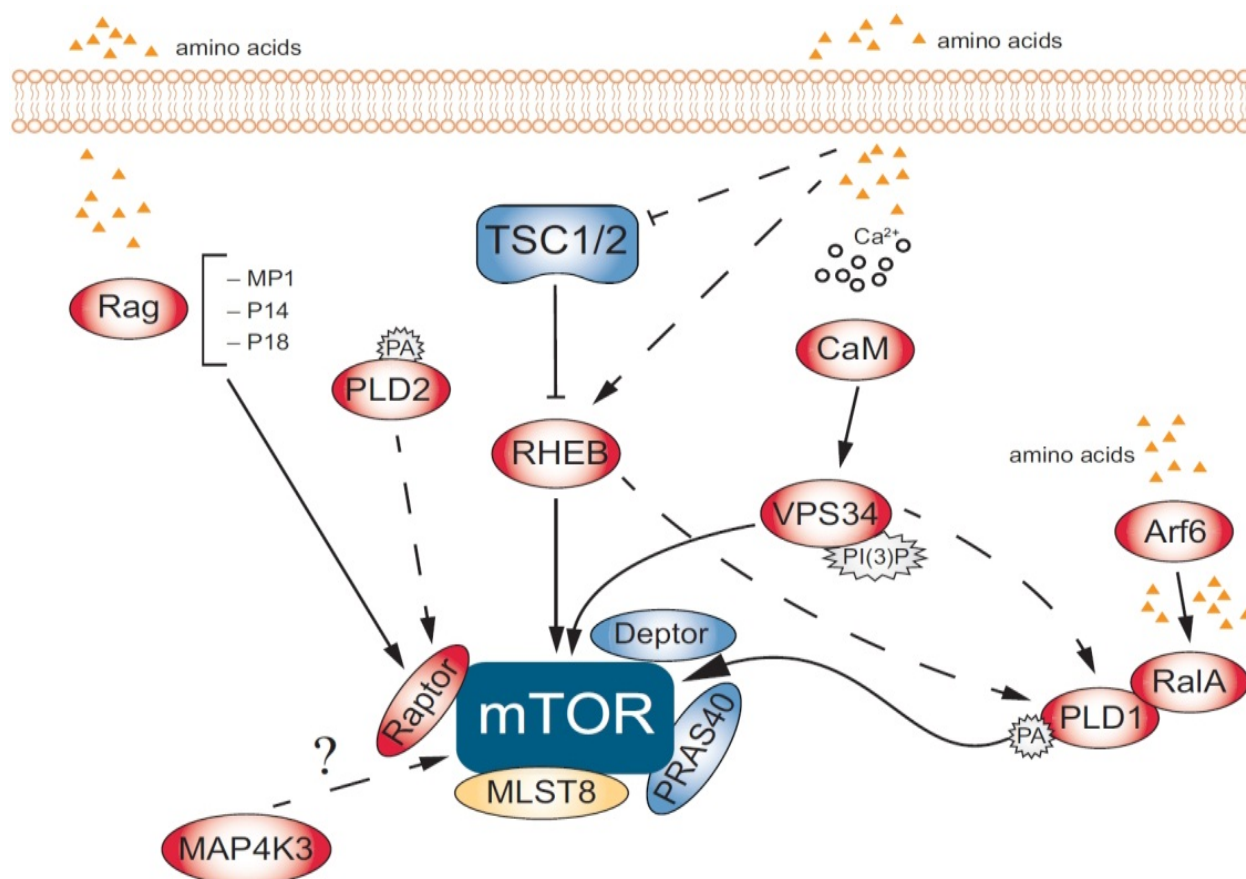 amino acids
amino acids
TSC1/2
Ca²⁺
Rag
– MP1
– P14
– P18
PA
PLD2
CaM
RHEB
amino acids
VPS34
PI(3)P
Arf6
Deptor
Raptor
mTOR
PRAS40
MLST8
RalA
PLD1
PA
?
MAP4K3